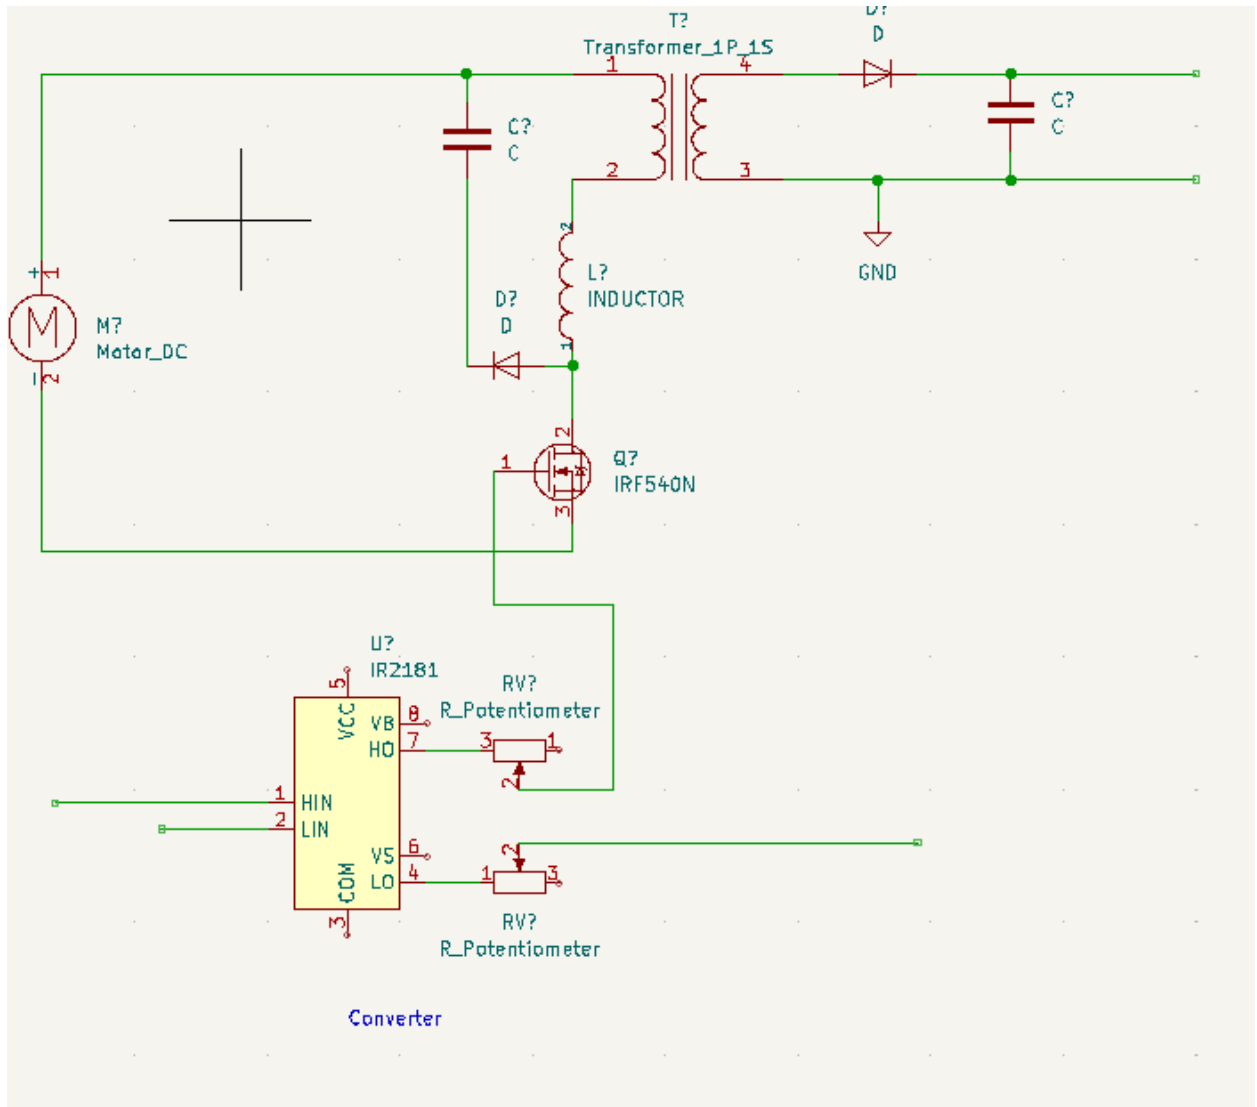 T?
Transformer_1P_1S
D?
D
1
4
C?
C
C?
C
2
3
2
+
1
L?
INDUCTOR
GND
M?
Motor_DC
D?
D
1
-
2
2
1
Q?
IRF540N
3
U?
IR2181
5
RV?
R_Potentiometer
VCC
VB
8
HO
7
3
1
2
1
HIN
2
LIN
VS
6
2
COM
LO
4
1
3
3
RV?
R_Potentiometer
Converter